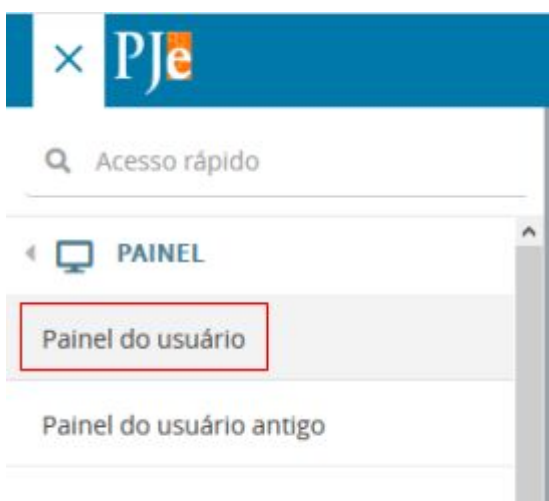 PJe
Acesso rápido
PAINEL
Painel do usuário
Painel do usuário antigo